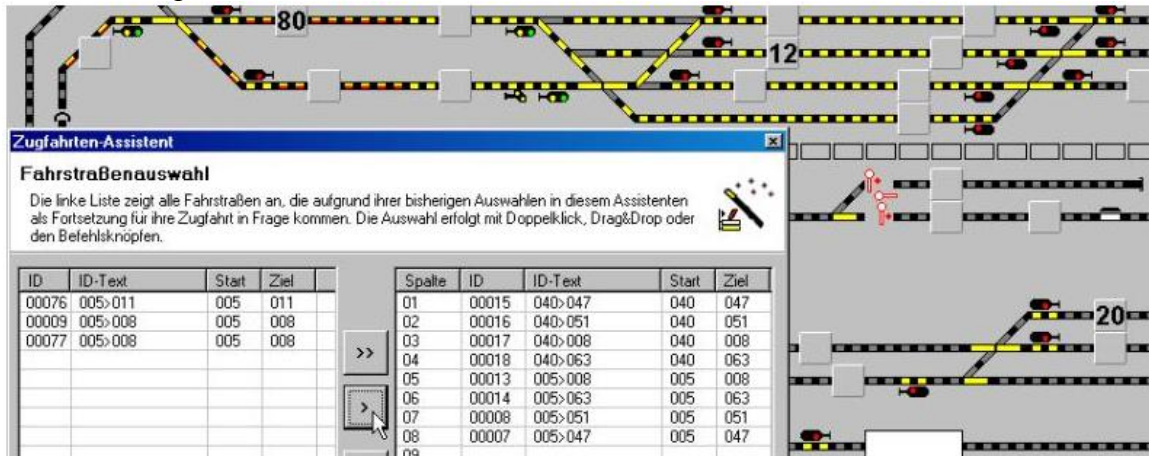 80
12
Zugfahrten-Assistent
Fahrstraßenauswahl
Die linke Liste zeigt alle Fahrstraßen an, die aufgrund ihrer bisherigen Auswahlen in diesem Assistenten
als Fortsetzung für ihre Zugfahrt in Frage kommen. Die Auswahl erfolgt mit Doppelklick, Drag&Drop oder
den Befehlsknöpfen.
ID ID-Text Start Ziel
00076 005>011 005 011
00009 005>008 005 008
00077 005>008 005 008
>>
>
Spalte ID ID-Text Start Ziel
01 00015 040>047 040 047
02 00016 040>051 040 051
03 00017 040>008 040 008
04 00018 040>063 040 063
05 00013 005>008 005 008
06 00014 005>063 005 063
07 00008 005>051 005 051
08 00007 005>047 005 047
09
20